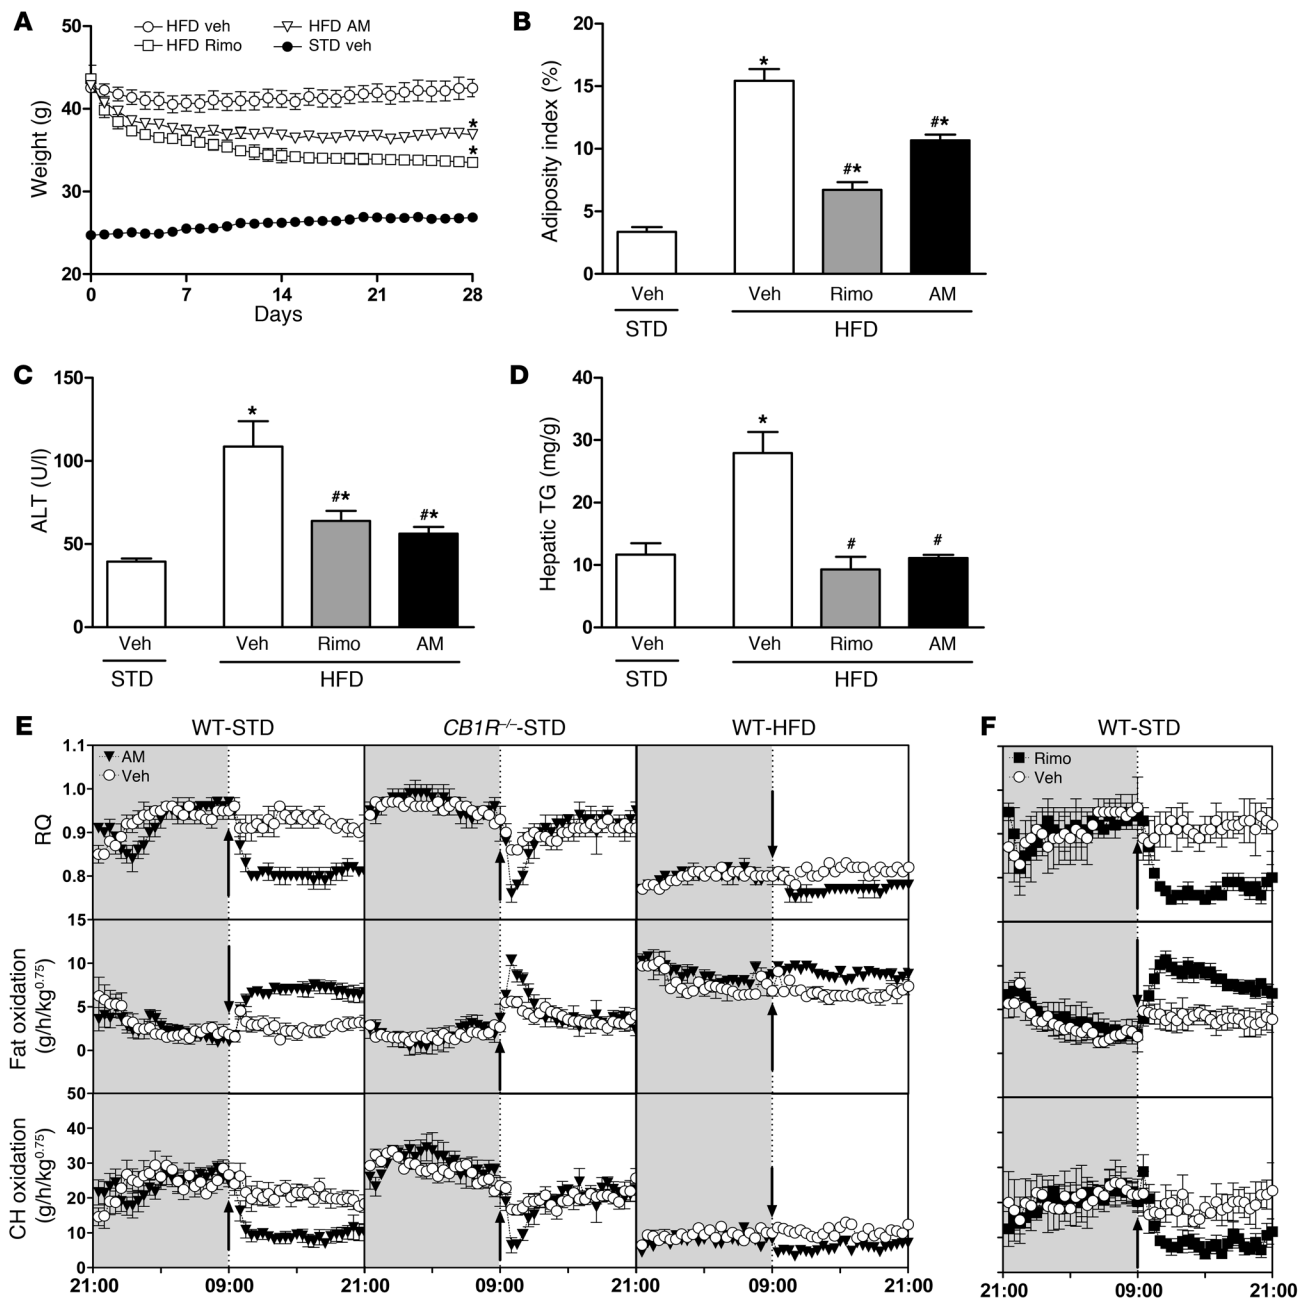 A
HFD veh
HFD AM
HFD Rimo
STD veh
Weight (g)
50
40
30
20
0 7 14 21 28
Days
*
*
B
Adiposity index (%)
20
15
10
5
0
*
#*
#*
Veh Veh Rimo AM
STD HFD
C
ALT (U/l)
150
100
50
0
*
#*
#*
Veh Veh Rimo AM
STD HFD
D
Hepatic TG (mg/g)
40
30
20
10
0
*
#
#
Veh Veh Rimo AM
STD HFD
E
WT-STD CB1R–/–-STD WT-HFD
AM
Veh
RQ
1.1
1.0
0.9
0.8
Fat oxidation
(g/h/kg0.75)
15
10
5
0
CH oxidation
(g/h/kg0.75)
50
40
30
20
10
0
21:00 09:00 21:00 09:00 21:00 09:00 21:00
F
WT-STD
Rimo
Veh
21:00 09:00 21:00